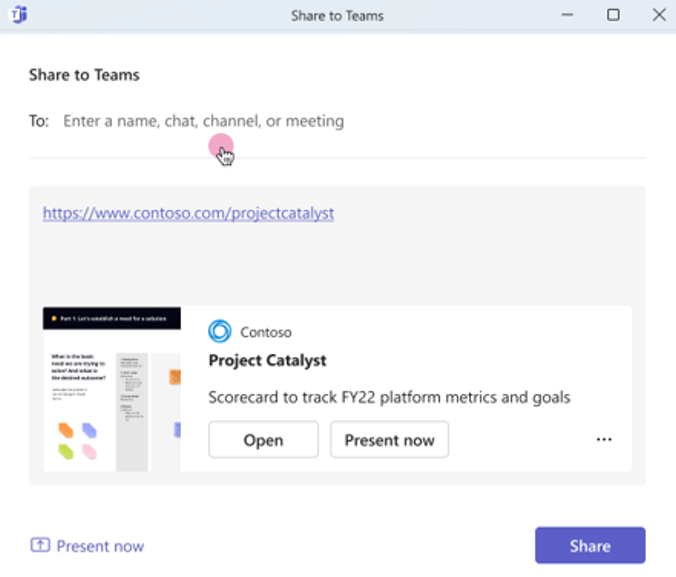 Share to Teams
Share to Teams
To: Enter a name, chat, channel, or meeting
https://www.contoso.com/projectcatalyst
Part 1: Let's establish a need for a solution
What is the book
need we are trying to
solve? And what is
the desired outcome?
Contoso
Project Catalyst
Scorecard to track FY22 platform metrics and goals
Open
Present now
Present now
Share